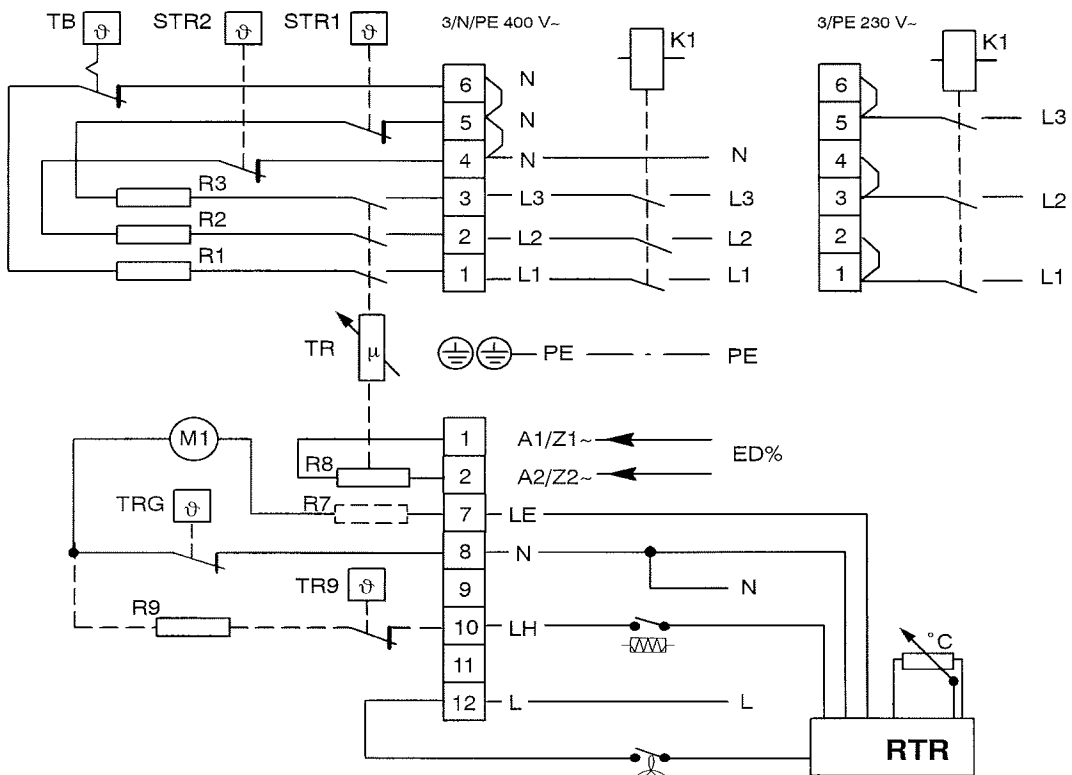 TB ϑ STR2 ϑ STR1 ϑ 3/N/PE 400 V~ K1 3/PE 230 V~ K1
6 N 6
5 N 5 L3
4 N N 4
R3 3 L3 L3 3 L2
R2 2 L2 L2 2
R1 1 L1 L1 1 L1
TR µ PE PE
M1 1 A1/Z1~ ED%
R8 2 A2/Z2~
TRG ϑ R7 7 LE
8 N
9 N
TR9 ϑ
R9 10 LH °C
11
12 L L
RTR